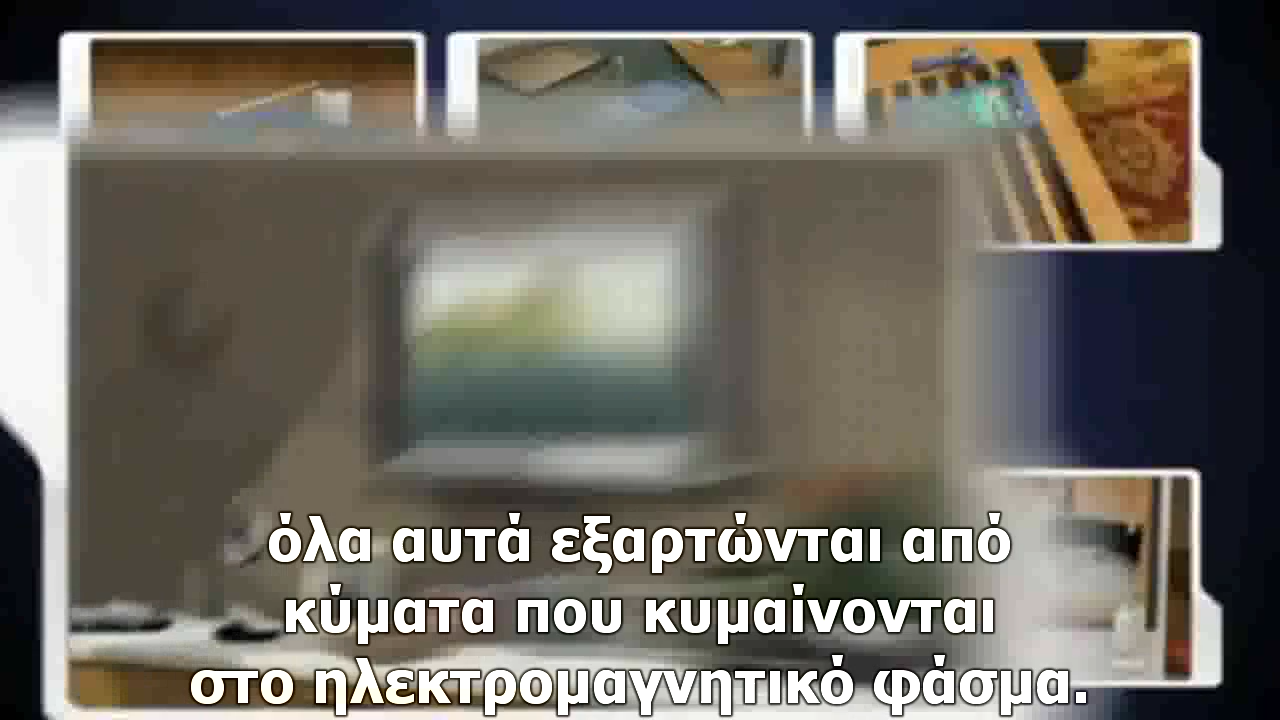 όλα αυτά εξαρτώνται από
κύματα που κυμαίνονται
στο ηλεκτρομαγνητικό φάσμα.